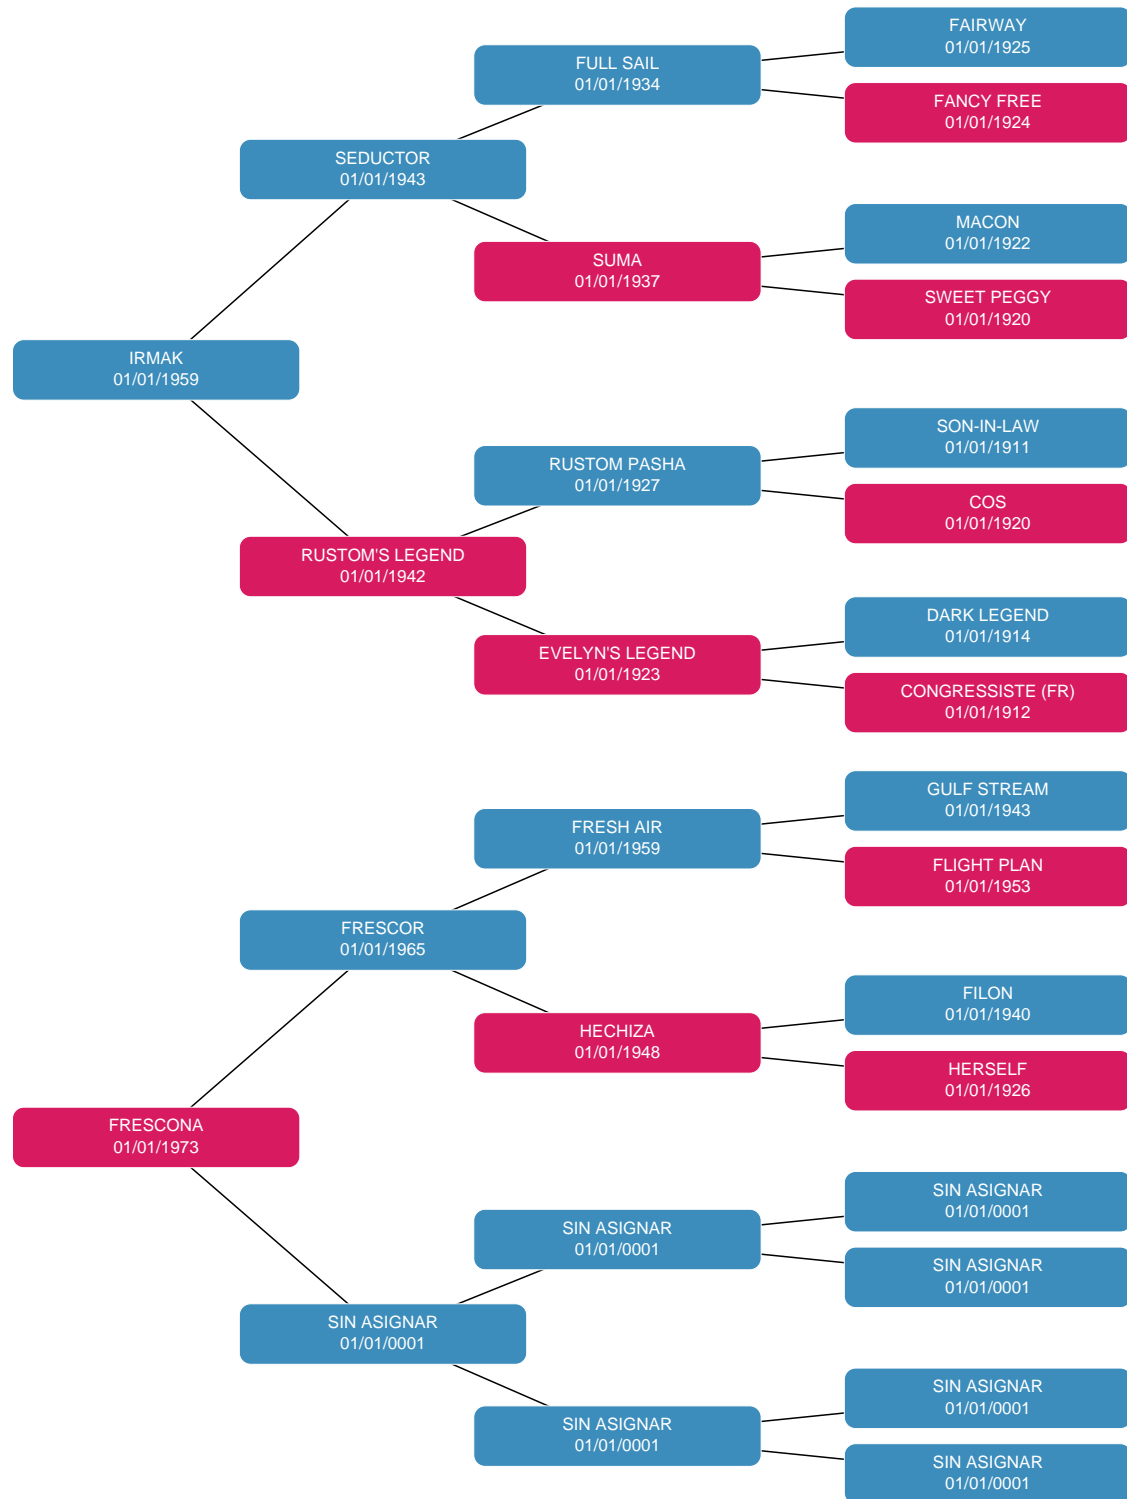 FAIRWAY
01/01/1925
FULL SAIL
01/01/1934
FANCY FREE
01/01/1924
SEDUCTOR
01/01/1943
MACON
01/01/1922
SUMA
01/01/1937
SWEET PEGGY
01/01/1920
IRMAK
01/01/1959
SON-IN-LAW
01/01/1911
RUSTOM PASHA
01/01/1927
COS
01/01/1920
RUSTOM'S LEGEND
01/01/1942
DARK LEGEND
01/01/1914
EVELYN'S LEGEND
01/01/1923
CONGRESSISTE (FR)
01/01/1912
GULF STREAM
01/01/1943
FRESH AIR
01/01/1959
FLIGHT PLAN
01/01/1953
FRESCOR
01/01/1965
FILON
01/01/1940
HECHIZA
01/01/1948
HERSELF
01/01/1926
FRESCONA
01/01/1973
SIN ASIGNAR
01/01/0001
SIN ASIGNAR
01/01/0001
SIN ASIGNAR
01/01/0001
SIN ASIGNAR
01/01/0001
SIN ASIGNAR
01/01/0001
SIN ASIGNAR
01/01/0001
SIN ASIGNAR
01/01/0001